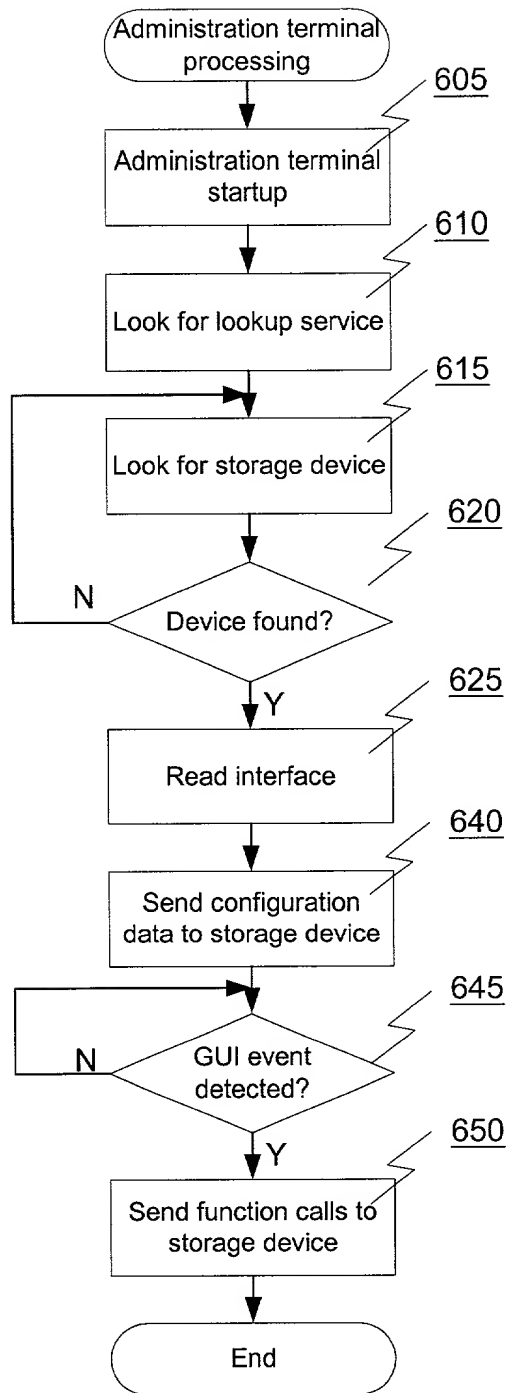 Administration terminal
processing
605
Administration terminal
startup
610
Look for lookup service
615
Look for storage device
620
N
Device found?
Y
625
Read interface
640
Send configuration
data to storage device
645
N
GUI event
detected?
Y
650
Send function calls to
storage device
End